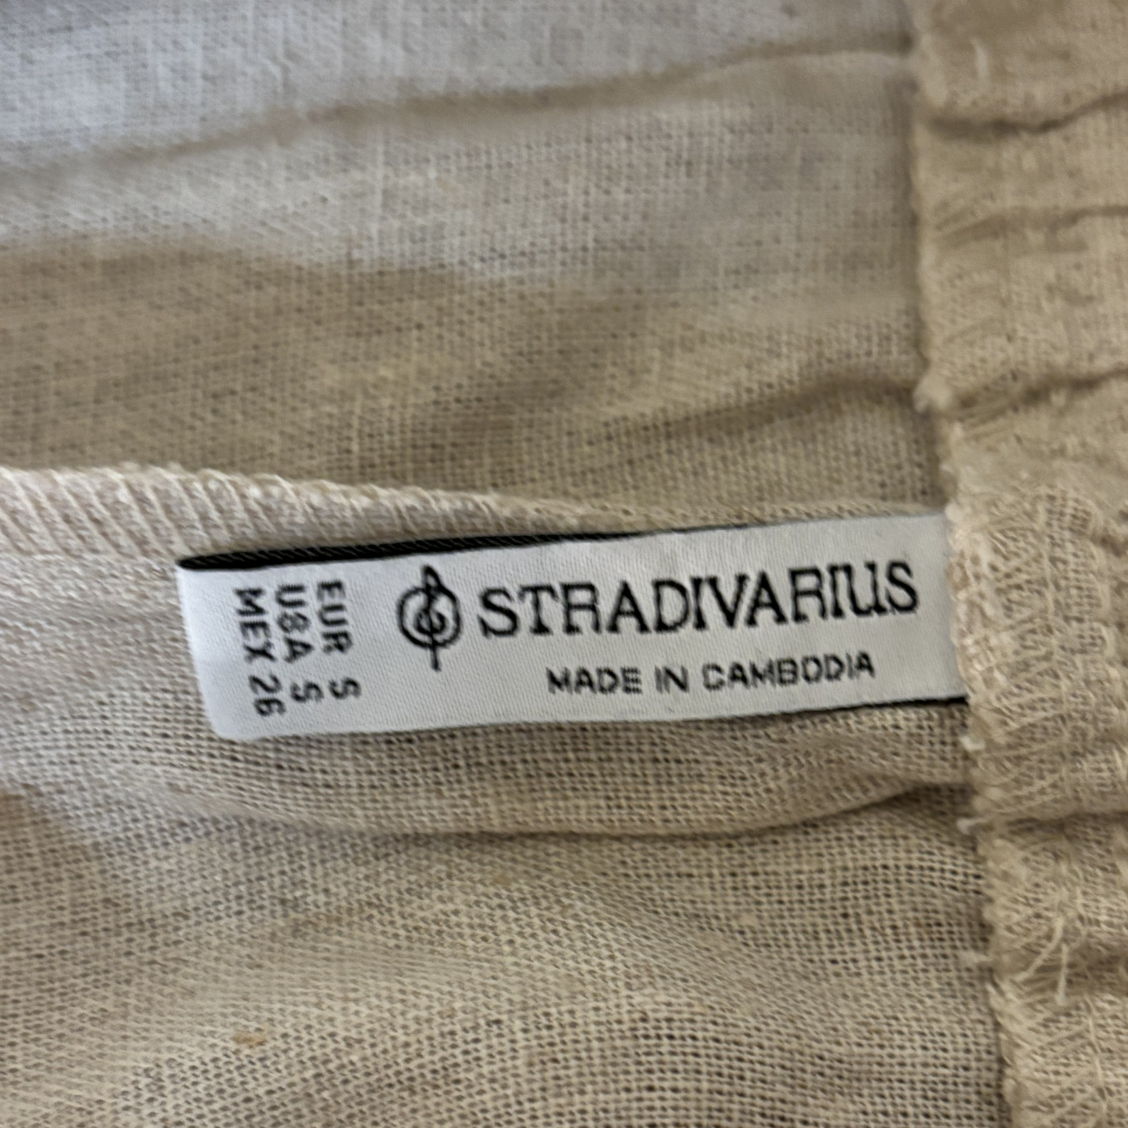 STRADIVARIUS
MADE IN CAMBODIA
EUR S
USA S
MEX 26